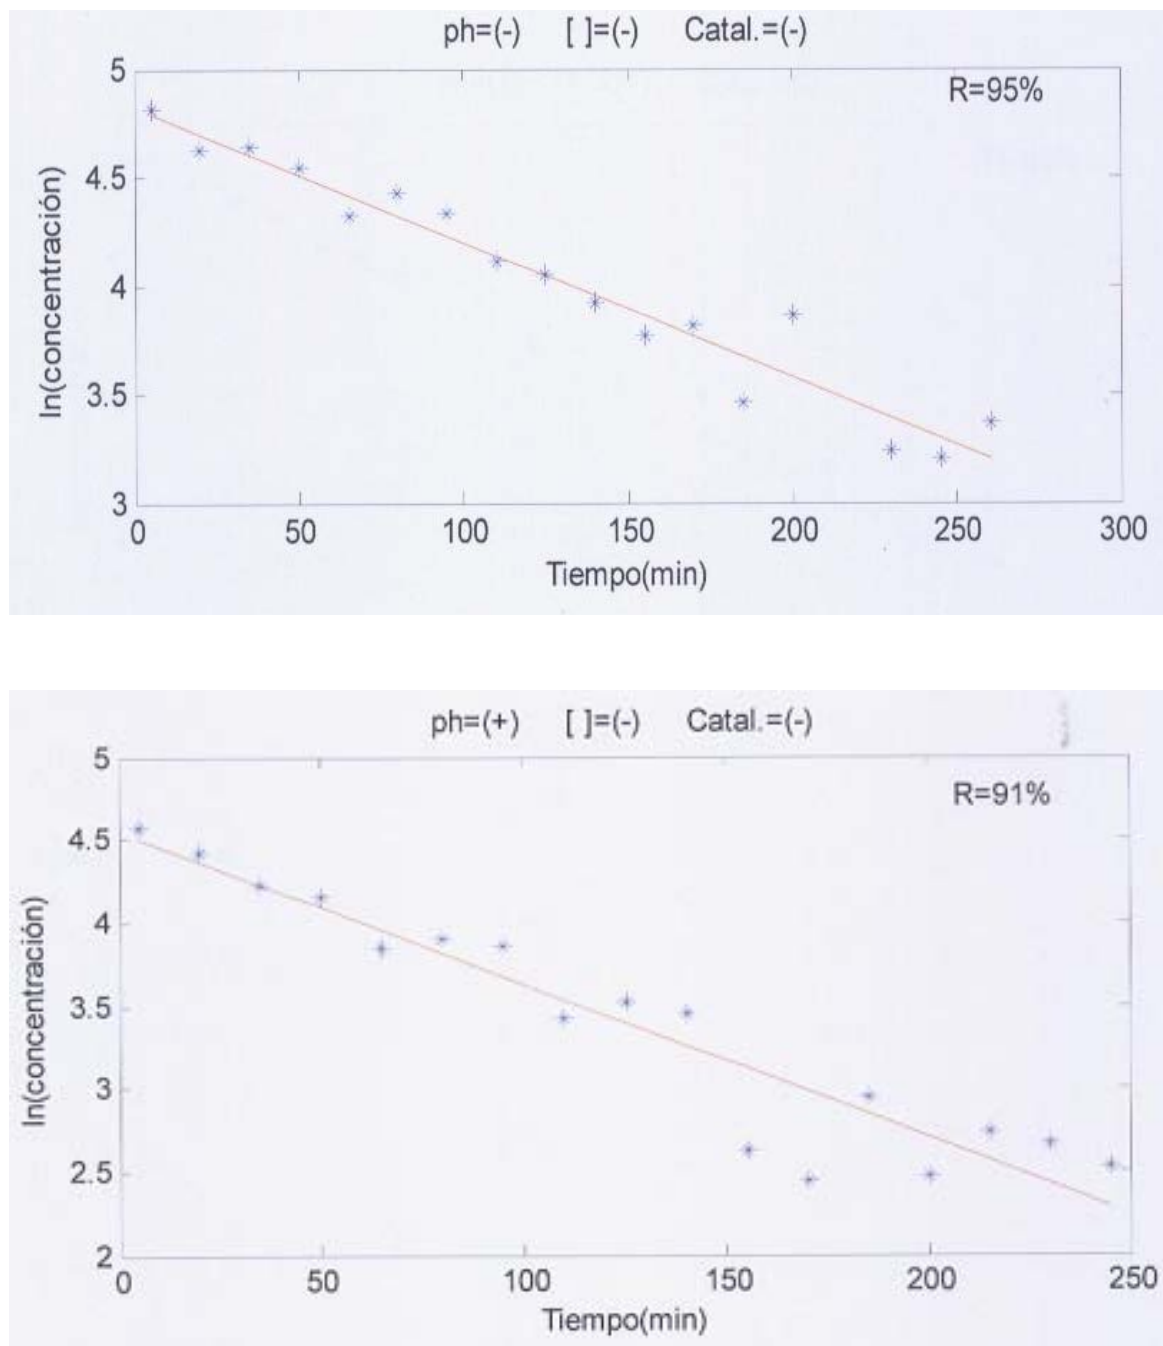 ph=(-) [ ]=(-) Catal.=(-)
R=95%
5
4.5
4
3.5
3
ln(concentración)
0 50 100 150 200 250 300
Tiempo(min)
ph=(+) [ ]=(-) Catal.=(-)
R=91%
5
4.5
4
3.5
3
2.5
2
ln(concentración)
0 50 100 150 200 250
Tiempo(min)